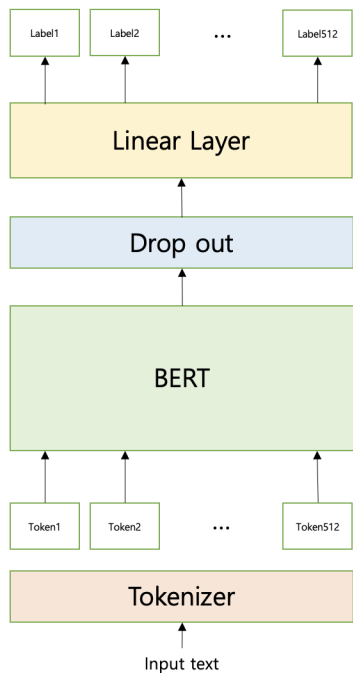 Label1 Label2 ... Label512
Linear Layer
Drop out
BERT
Token1 Token2 ... Token512
Tokenizer
Input text